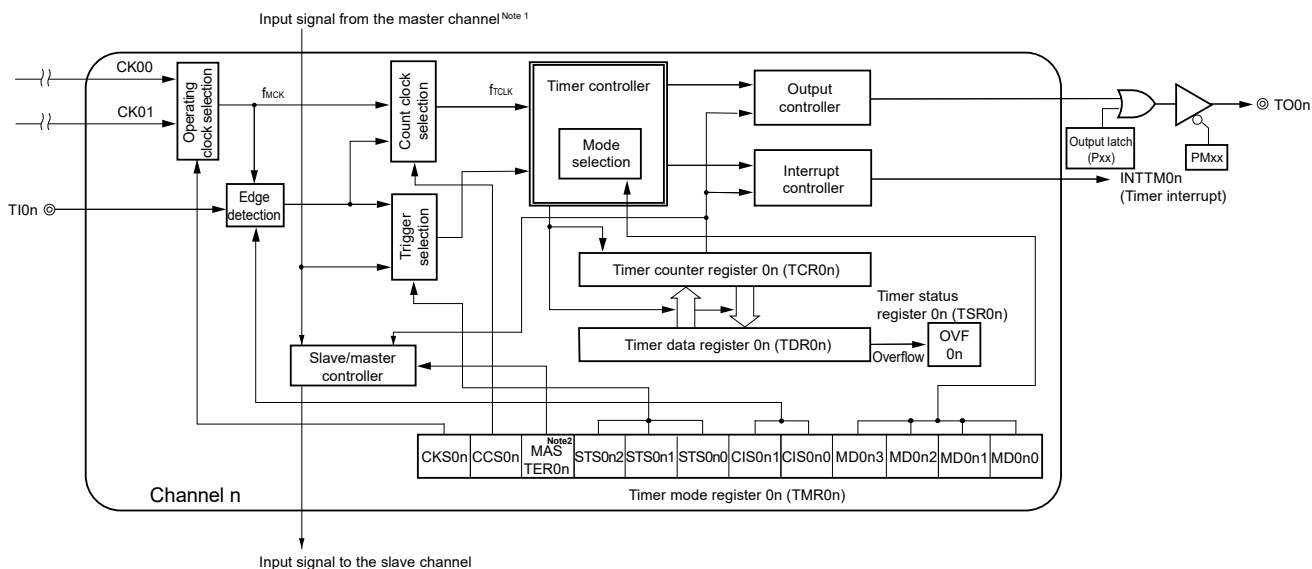 Input signal from the master channel Note 1
CK00
CK01
Operating
clock selection
fMCK
Count clock
selection
fTCLK
Timer controller
Mode
selection
Output
controller
TO0n
Output latch
(Pxx)
PMxx
Interrupt
controller
INTTM0n
(Timer interrupt)
TI0n
Edge
detection
Trigger
selection
Timer counter register 0n (TCR0n)
Timer status
register 0n (TSR0n)
Timer data register 0n (TDR0n)
Overflow
OVF
0n
Slave/master
controller
CKS0n
CCS0n
Note2
MAS
TER0n
STS0n2
STS0n1
STS0n0
CIS0n1
CIS0n0
MD0n3
MD0n2
MD0n1
MD0n0
Channel n
Timer mode register 0n (TMR0n)
Input signal to the slave channel